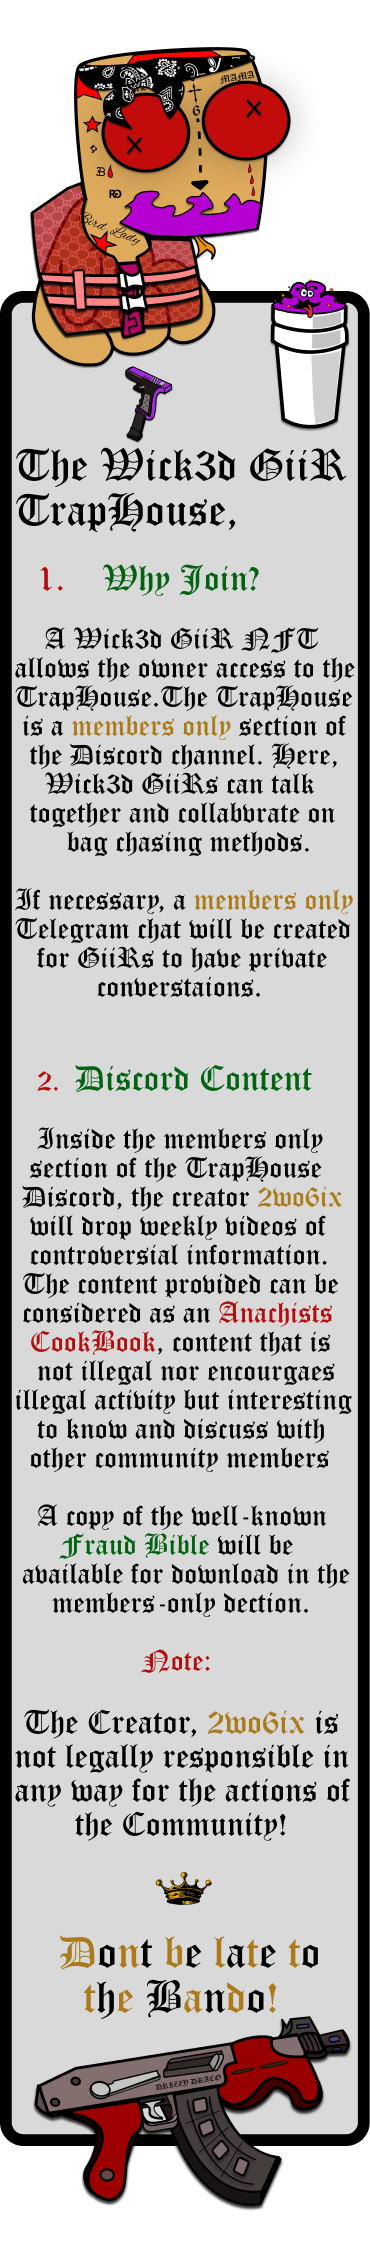 MAMA
G
B
RG
Bird Lady
The Wick3d GiiR
TrapHouse,
1. Why Join?
A Wick3d GiiR NFT
allows the owner access to the
TrapHouse.The TrapHouse
is a members only section of
the Discord channel. Here,
Wick3d GiiRs can talk
together and collabvrate on
bag chasing methods.
If necessary, a members only
Telegram chat will be created
for GiiRs to have private
converstaions.
2. Discord Content
Inside the members only
section of the TrapHouse
Discord, the creator 2wo6ix
will drop weekly videos of
controversial information.
The content provided can be
considered as an Anachists
CookBook, content that is
not illegal nor encourgaes
illegal activity but interesting
to know and discuss with
other community members
A copy of the well-known
Fraud Bible will be
available for download in the
members-only dection.
Note:
The Creator, 2wo6ix is
not legally responsible in
any way for the actions of
the Community!
Dont be late to
the Bando!
DRIZZY DRACO